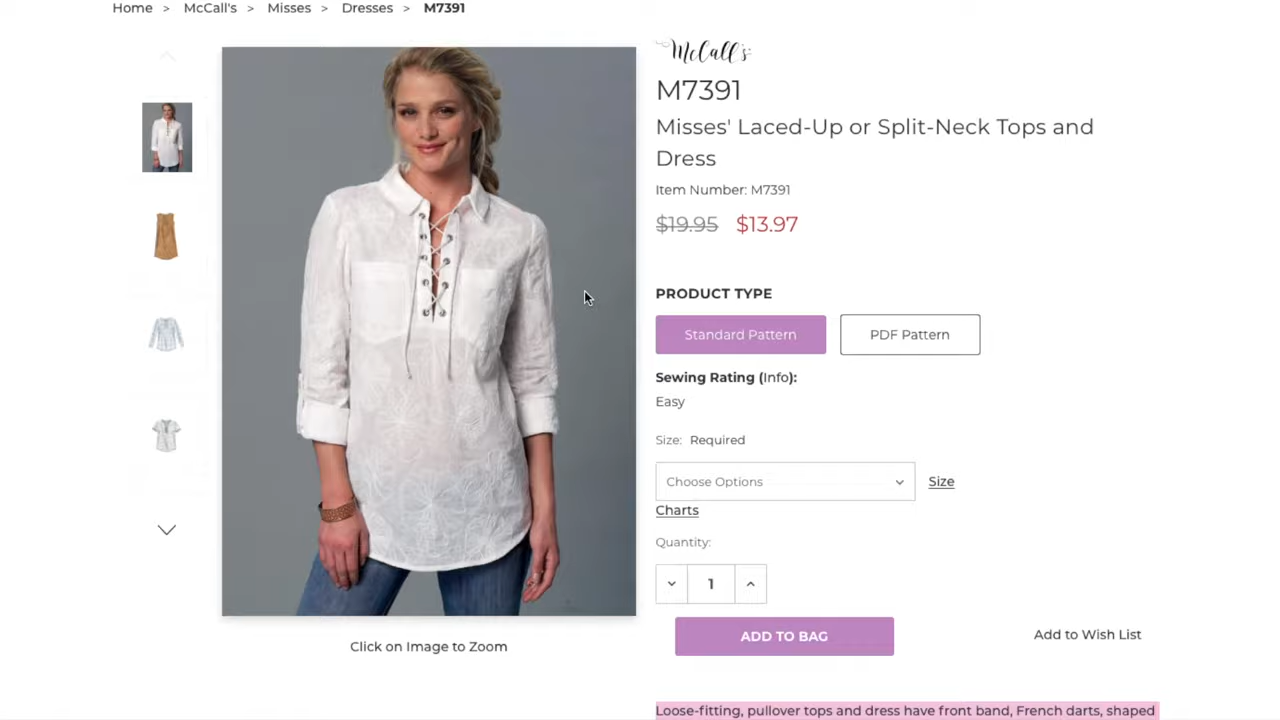 Home > McCall's > Misses > Dresses > M7391
McCall's
M7391
Misses' Laced-Up or Split-Neck Tops and
Dress
Item Number: M7391
$19.95 $13.97
PRODUCT TYPE
Standard Pattern PDF Pattern
Sewing Rating (Info):
Easy
Size: Required
Choose Options Size
Charts
Quantity:
1
ADD TO BAG Add to Wish List
Click on Image to Zoom
Loose-fitting, pullover tops and dress have front band, French darts, shaped